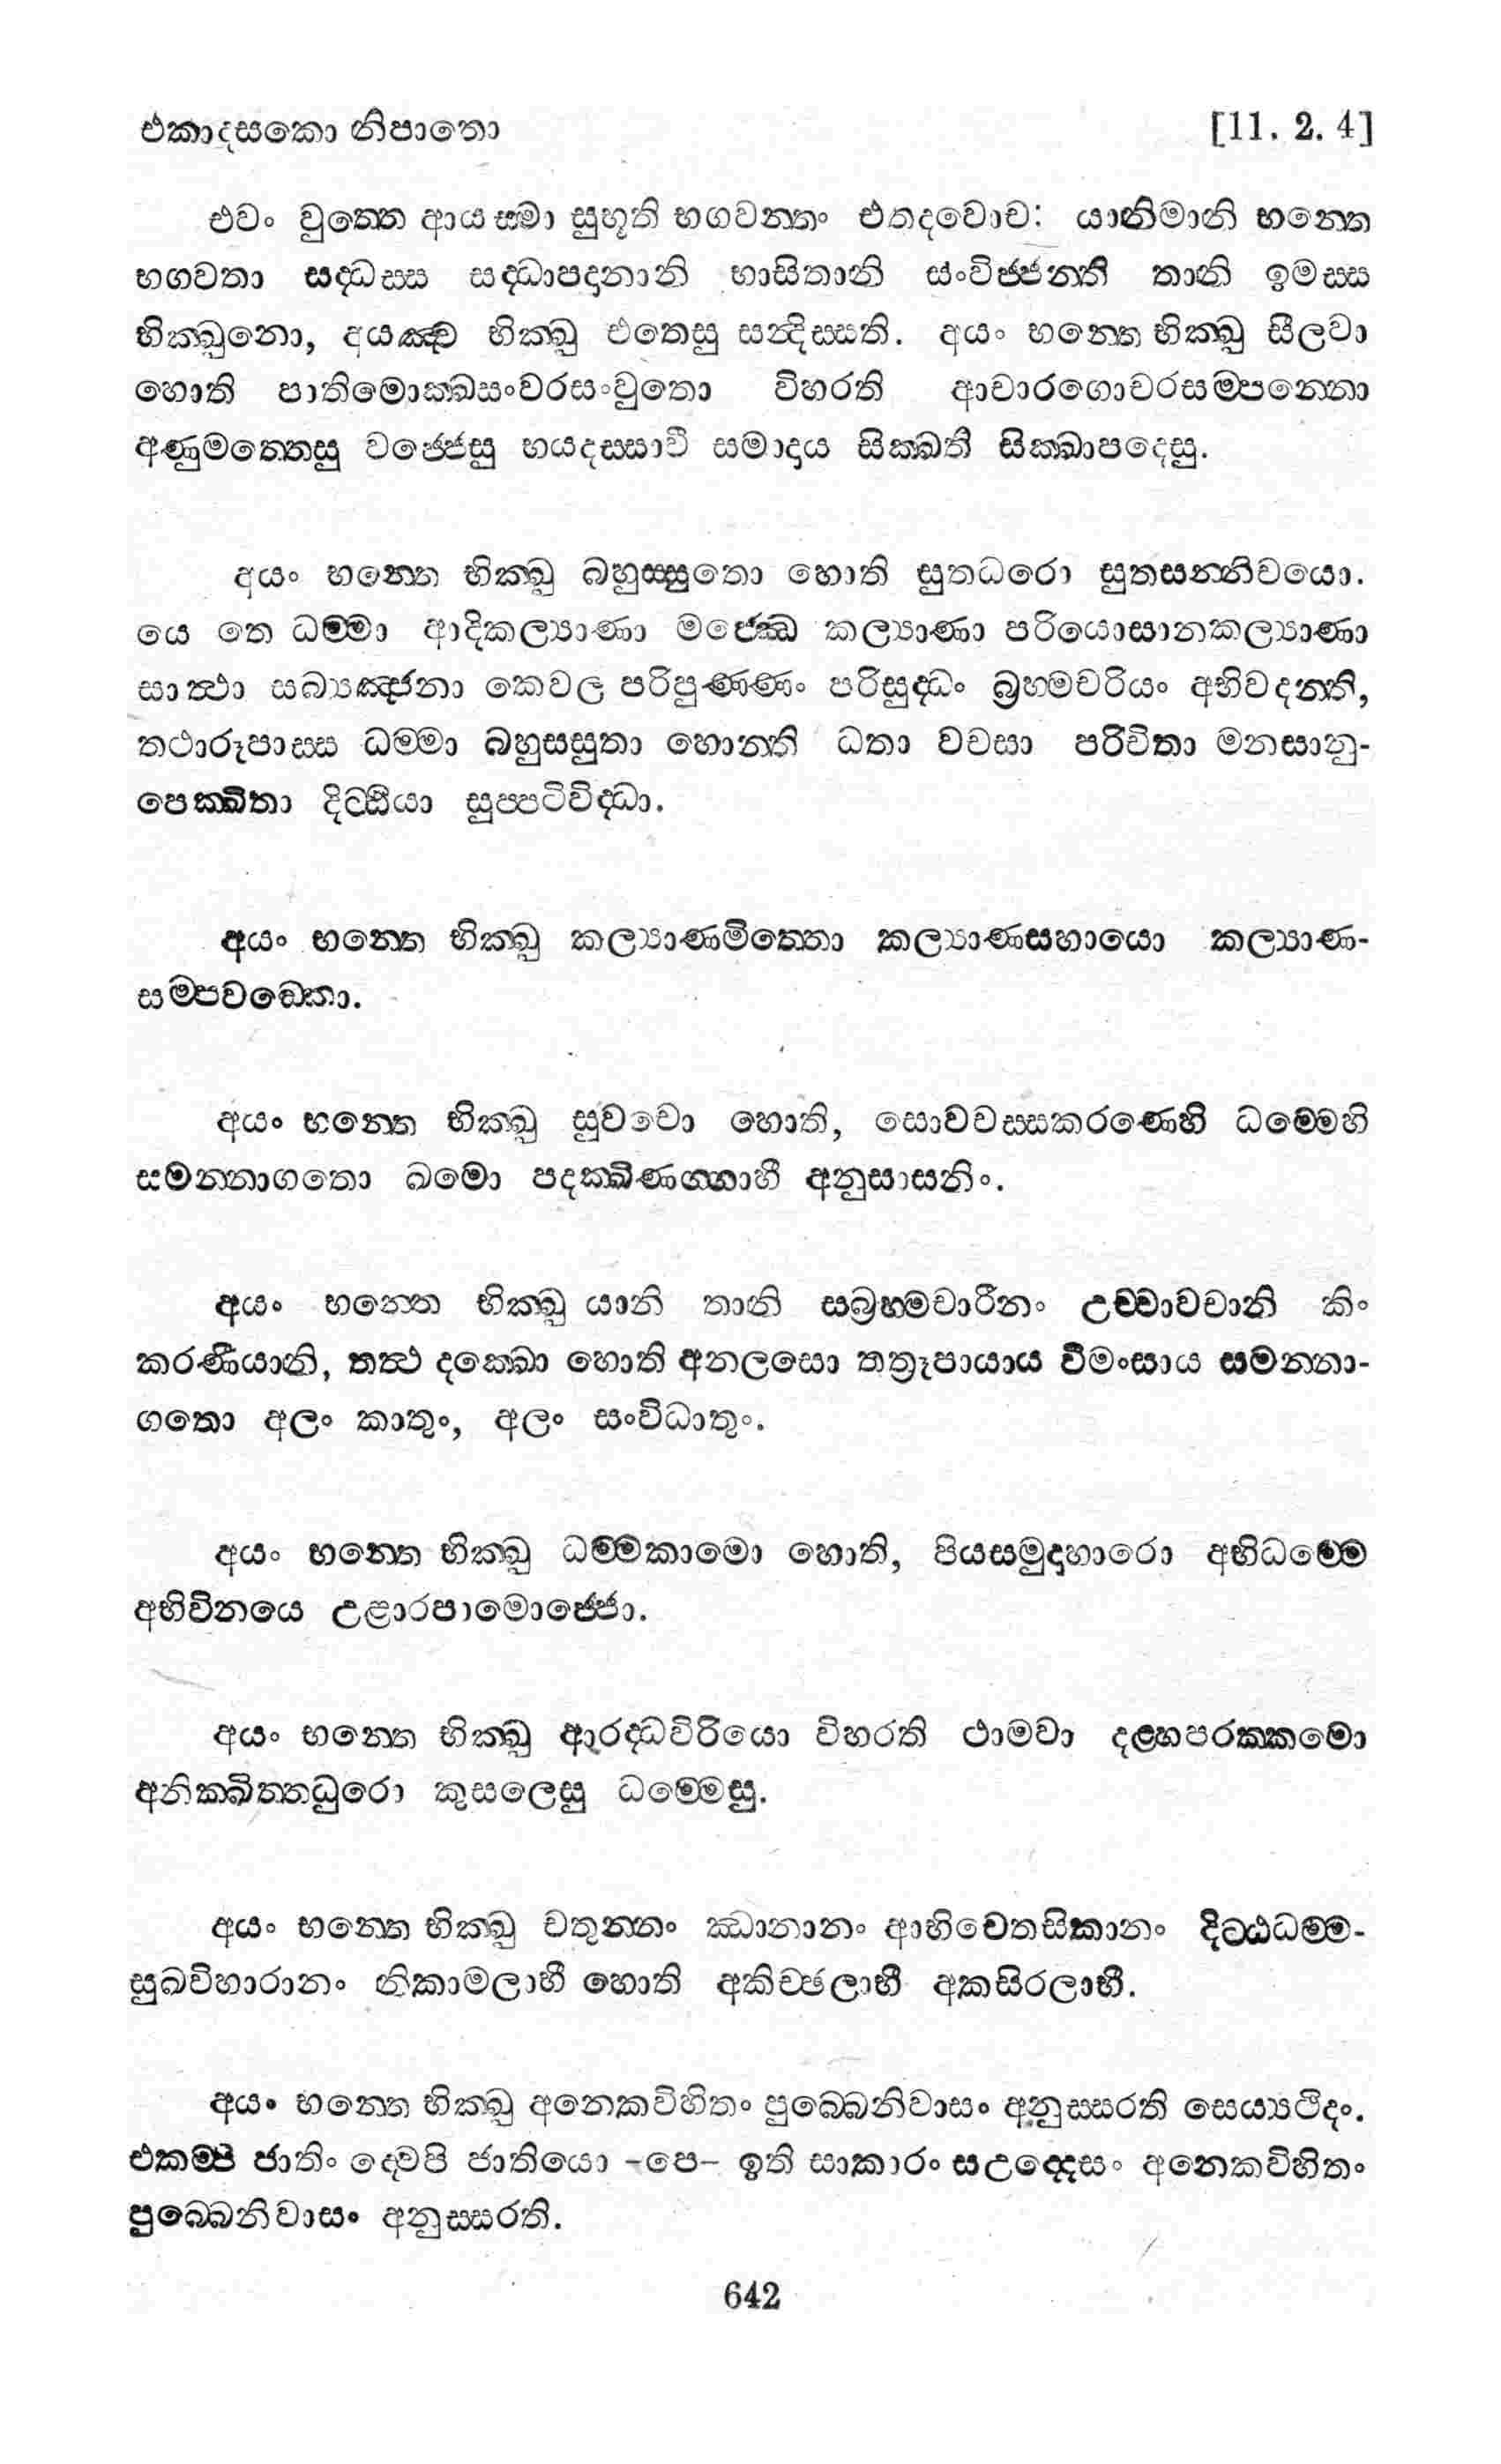 එකාදසකො නිපාතො [11. 2. 4]
එවං වුත්තෙ ආයස්මා සුභූති භගවන්තං එතදවොච: යානිමානි භන්තෙ
භගවතා සද්ධස්ස සද්ධාපදානානි භාසිතානි සංවිජ්ජන්ති තානි ඉමස්ස
භික්ඛුනො, අයඤ්ච භික්ඛු එතෙසු සන්දිස්සති. අයං භන්තෙ භික්ඛු සීලවා
හොති පාතිමොක්ඛසංවරසංවුතො විහරති ආචාරගොචරසම්පන්නො
අණුමත්තෙසු වජ්ජෙසු භයදස්සාවී සමාදාය සික්ඛති සික්ඛාපදෙසු.
අයං භන්තෙ භික්ඛු බහුස්සුතො හොති සුතධරො සුතසන්නිචයො.
යෙ තෙ ධම්මා ආදිකල්‍යාණා මජ්ඣෙ කල්‍යාණා පරියොසානකල්‍යාණා
සාත්‍ථා සබ්‍යඤ්ජනා කෙවල පරිපුණ්ණං පරිසුද්ධං බ්‍රහ්මචරියං අභිවදන්ති,
තථාරූපාස්ස ධම්මා බහුස්සුතා හොන්ති ධතා වචසා පරිචිතා මනසානු-
පෙක්ඛිතා දිට්ඨියා සුප්පටිවිද්ධා.
අයං භන්තෙ භික්ඛු කල්‍යාණමිත්තො කල්‍යාණසහායො කල්‍යාණ-
සම්පවඞ්කො.
අයං භන්තෙ භික්ඛු සුවචො හොති, සොවචස්සකරණෙහි ධම්මෙහි
සමන්නාගතො ඛමො පදක්ඛිණග්ගාහී අනුසාසනිං.
අයං භන්තෙ භික්ඛු යානි තානි සබ්‍රහ්මචාරීනං උච්චාවචානි කිං
කරණීයානි, තත්‍ථ දක්ඛො හොති අනලසො තත්‍රූපායාය වීමංසාය සමන්නා-
ගතො අලං කාතුං, අලං සංවිධාතුං.
අයං භන්තෙ භික්ඛු ධම්මකාමො හොති, පියසමුදාහාරො අභිධම්මෙ
අභිවිනයෙ උළාරපාමොජ්ජො.
අයං භන්තෙ භික්ඛු ආරද්ධවිරියො විහරති ථාමවා දළ්හපරක්කමො
අනික්ඛිත්තධුරො කුසලෙසු ධම්මෙසු.
අයං භන්තෙ භික්ඛු චතුන්නං ඣානානං ආභිචෙතසිකානං දිට්ඨධම්ම-
සුඛවිහාරානං නිකාමලාභී හොති අකිච්ඡලාභී අකසිරලාභී.
අයං භන්තෙ භික්ඛු අනෙකවිහිතං පුබ්බෙනිවාසං අනුස්සරති සෙය්‍යථිදං.
එකම්පි ජාතිං ද්වෙපි ජාතියො -පෙ- ඉති සාකාරං සඋද්දෙසං අනෙකවිහිතං
පුබ්බෙනිවාසං අනුස්සරති.
642